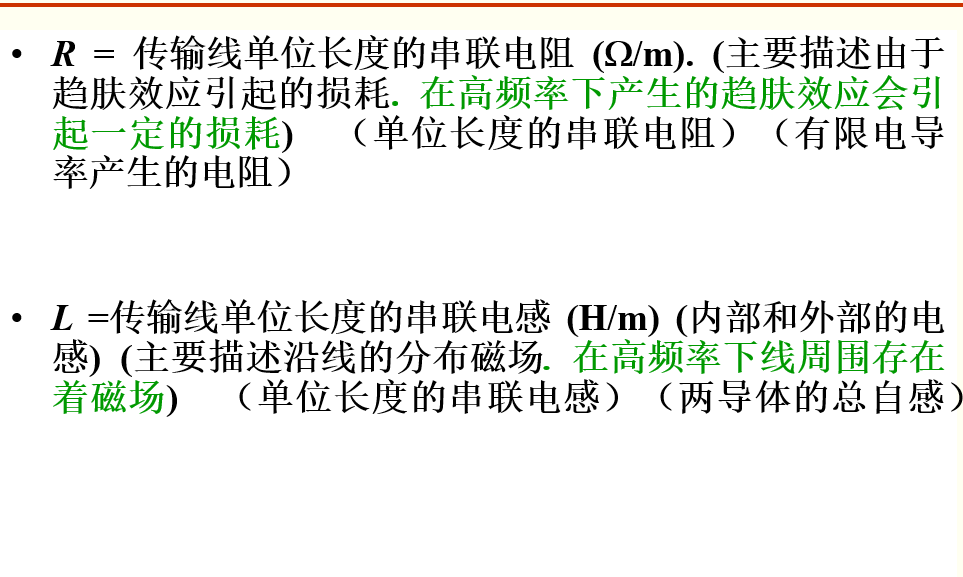 • R = 传输线单位长度的串联电阻 (Ω/m). (主要描述由于
趋肤效应引起的损耗. 在高频率下产生的趋肤效应会引
起一定的损耗) （单位长度的串联电阻）（有限电导
率产生的电阻）
• L =传输线单位长度的串联电感 (H/m) (内部和外部的电
感) (主要描述沿线的分布磁场. 在高频率下线周围存在
着磁场) （单位长度的串联电感）（两导体的总自感）